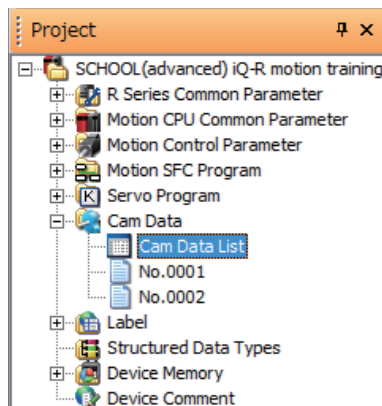 Project
SCHOOL(advanced) iQ-R motion training
R Series Common Parameter
Motion CPU Common Parameter
Motion Control Parameter
Motion SFC Program
K Servo Program
Cam Data
Cam Data List
No.0001
No.0002
Label
Structured Data Types
Device Memory
Device Comment